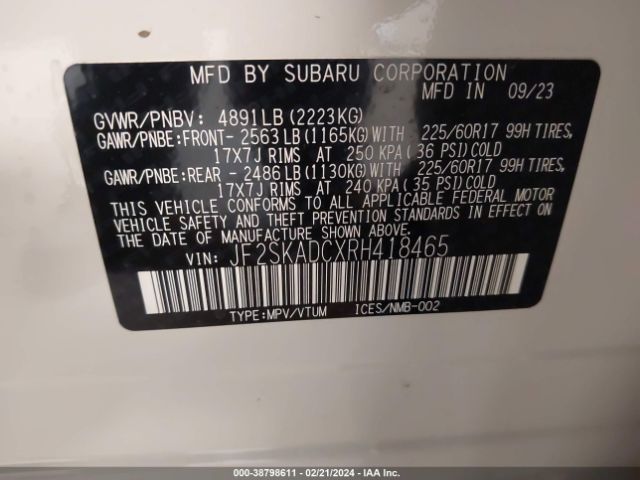 MFD BY SUBARU CORPORATION
MFD IN 09/23
GVWR/PNBV: 4891LB(2223KG)
GAWR/PNBE:FRONT- 2563LB(1165KG)WITH 225/60R17 99H TIRES,
17X7J RIMS AT 250 KPA(36 PSI)COLD
GAWR/PNBE:REAR - 2486LB(1130KG)WITH 225/60R17 99H TIRES,
17X7J RIMS AT 240 KPA(35 PSI)COLD
THIS VEHICLE CONFORMS TO ALL APPLICABLE FEDERAL MOTOR
VEHICLE SAFETY AND THEFT PREVENTION STANDARDS IN EFFECT ON
THE DATE OF MANUFACTURE SHOWN ABOVE.
VIN: JF2SKADCXRH418465
TYPE:MPV/VTUM ICES/NMB-002
000-38798611 - 02/21/2024 - IAA Inc.